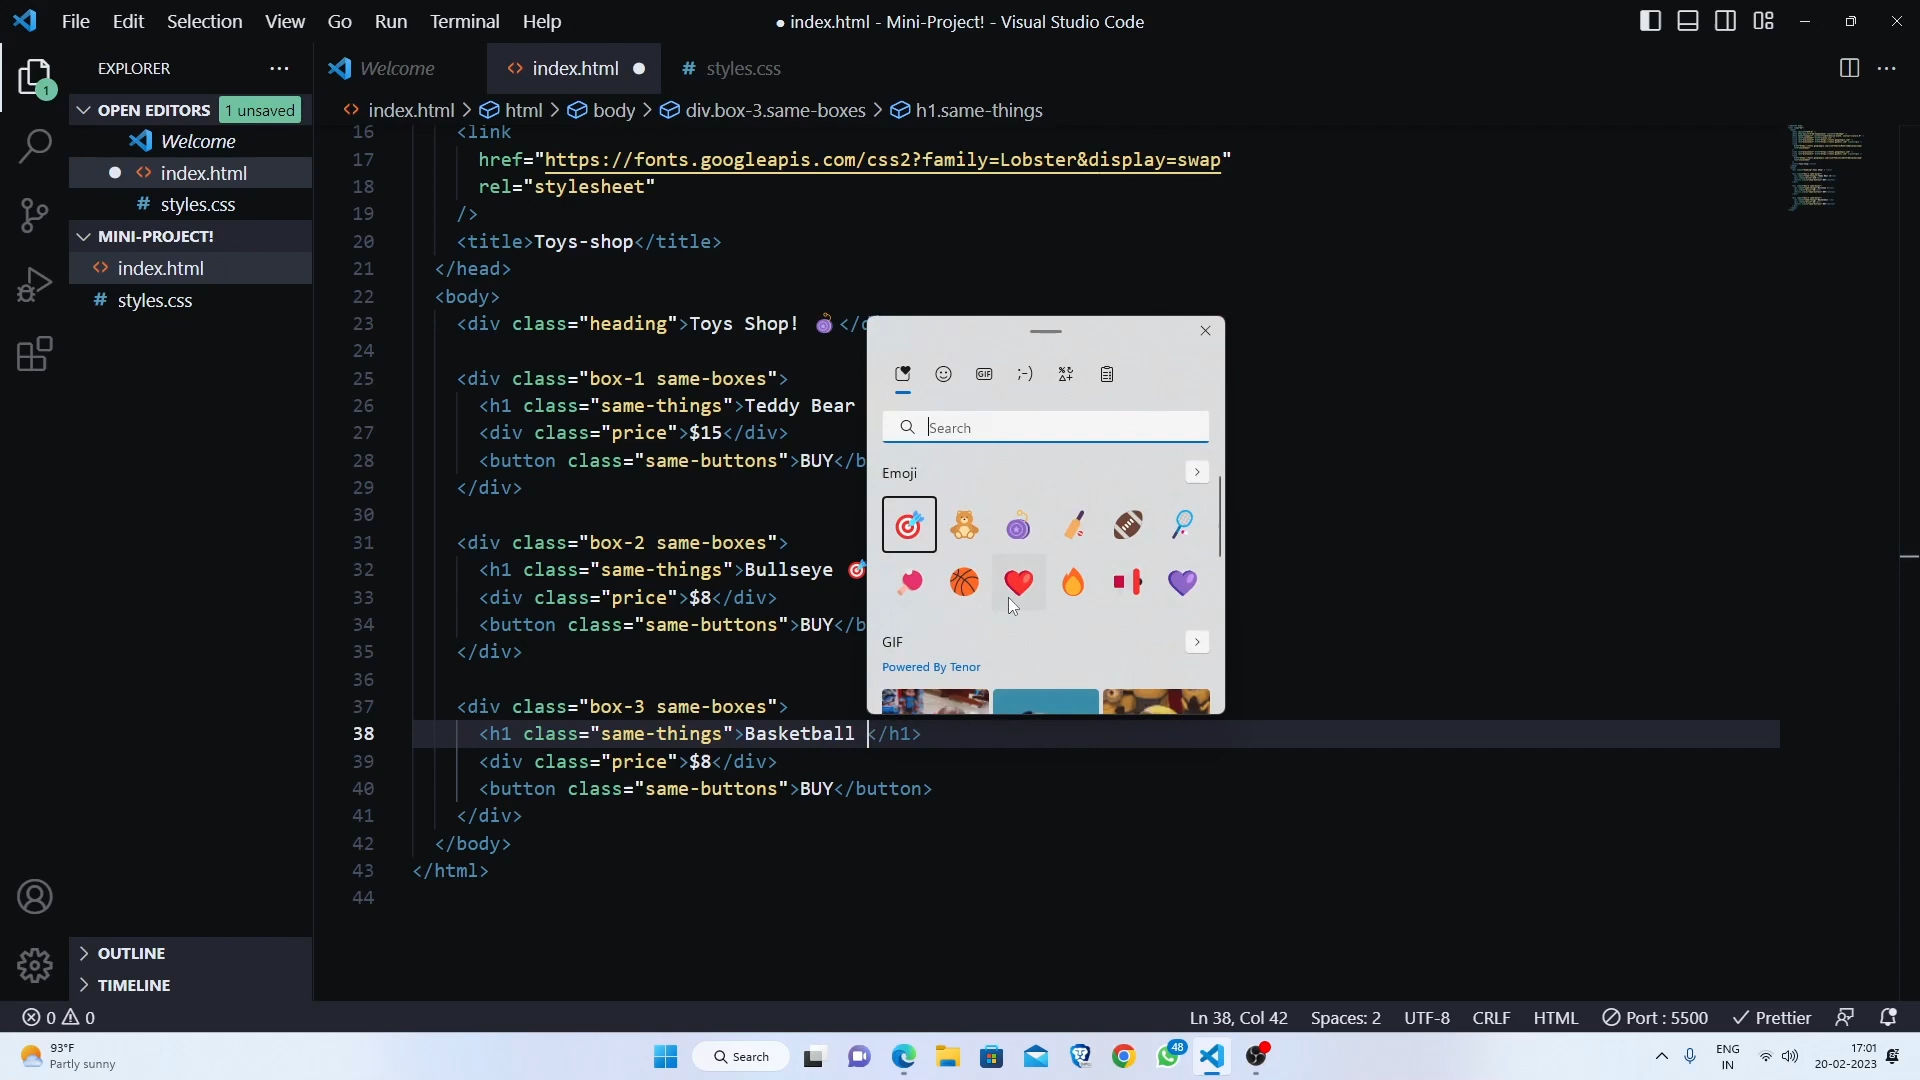 File Edit Selection View Go Run Terminal Help
● index.html - Mini-Project! - Visual Studio Code
EXPLORER
Welcome
index.html
# styles.css
OPEN EDITORS 1 unsaved
Welcome
index.html
# styles.css
MINI-PROJECT!
index.html
# styles.css
OUTLINE
TIMELINE
index.html > html > body > div.box-3.same-boxes > h1.same-things
16 <link
17 href="https://fonts.googleapis.com/css2?family=Lobster&display=swap"
18 rel="stylesheet"
19 />
20 <title>Toys-shop</title>
21 </head>
22 <body>
23 <div class="heading">Toys Shop! </d
24
25 <div class="box-1 same-boxes">
26 <h1 class="same-things">Teddy Bear
27 <div class="price">$15</div>
28 <button class="same-buttons">BUY</b
29 </div>
30
31 <div class="box-2 same-boxes">
32 <h1 class="same-things">Bullseye 🎯
33 <div class="price">$8</div>
34 <button class="same-buttons">BUY</b
35 </div>
36
37 <div class="box-3 same-boxes">
38 <h1 class="same-things">Basketball </h1>
39 <div class="price">$8</div>
40 <button class="same-buttons">BUY</button>
41 </div>
42 </body>
43 </html>
44
GIF ;-)
Search
Emoji
GIF
Powered By Tenor
1
0 0
Ln 38, Col 42 Spaces: 2 UTF-8 CRLF HTML Port : 5500 Prettier
93°F
Partly sunny
Search
48
ENG
IN
17:01
20-02-2023